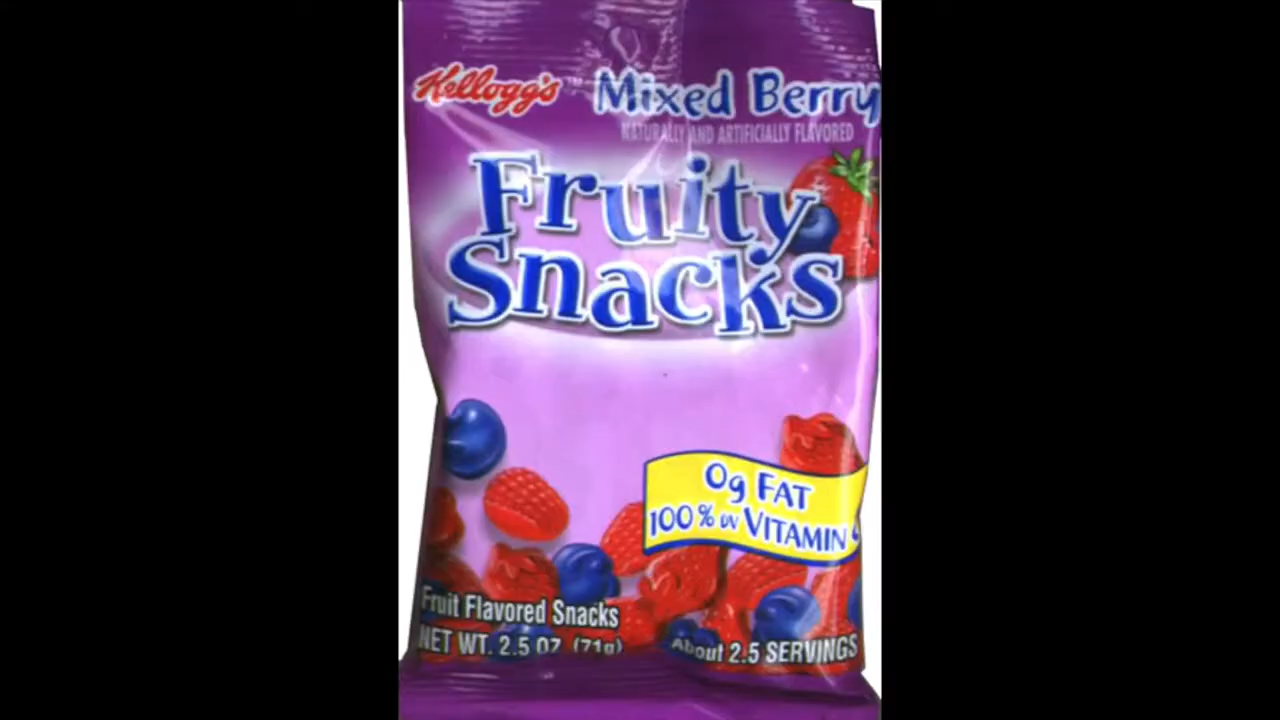 Kellogg's™ Mixed Berry
NATURALLY AND ARTIFICIALLY FLAVORED
Fruity
Snacks
0g FAT
100% DV VITAMIN
Fruit Flavored Snacks
NET WT. 2.5 OZ (71g)
About 2.5 SERVINGS